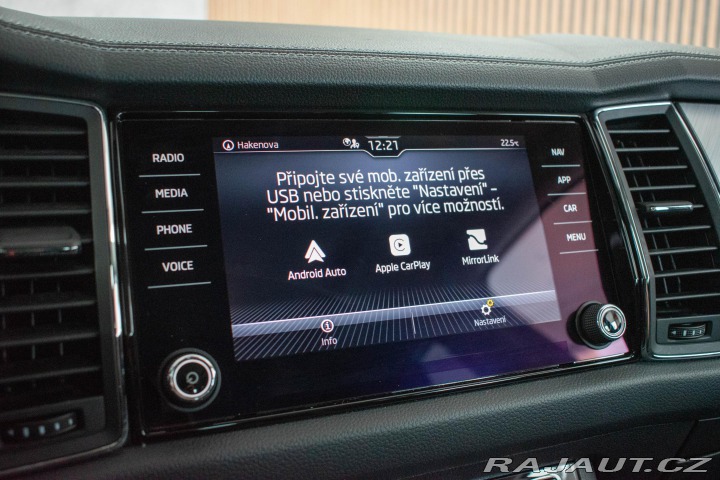 Hakenova 12:21 22.5°C
RADIO
MEDIA
PHONE
VOICE
Připojte své mob. zařízení přes
USB nebo stiskněte "Nastavení" –
"Mobil. zařízení" pro více možností.
Android Auto Apple CarPlay MirrorLink
Info Nastavení
NAV
APP
CAR
MENU
RAJAUT.CZ